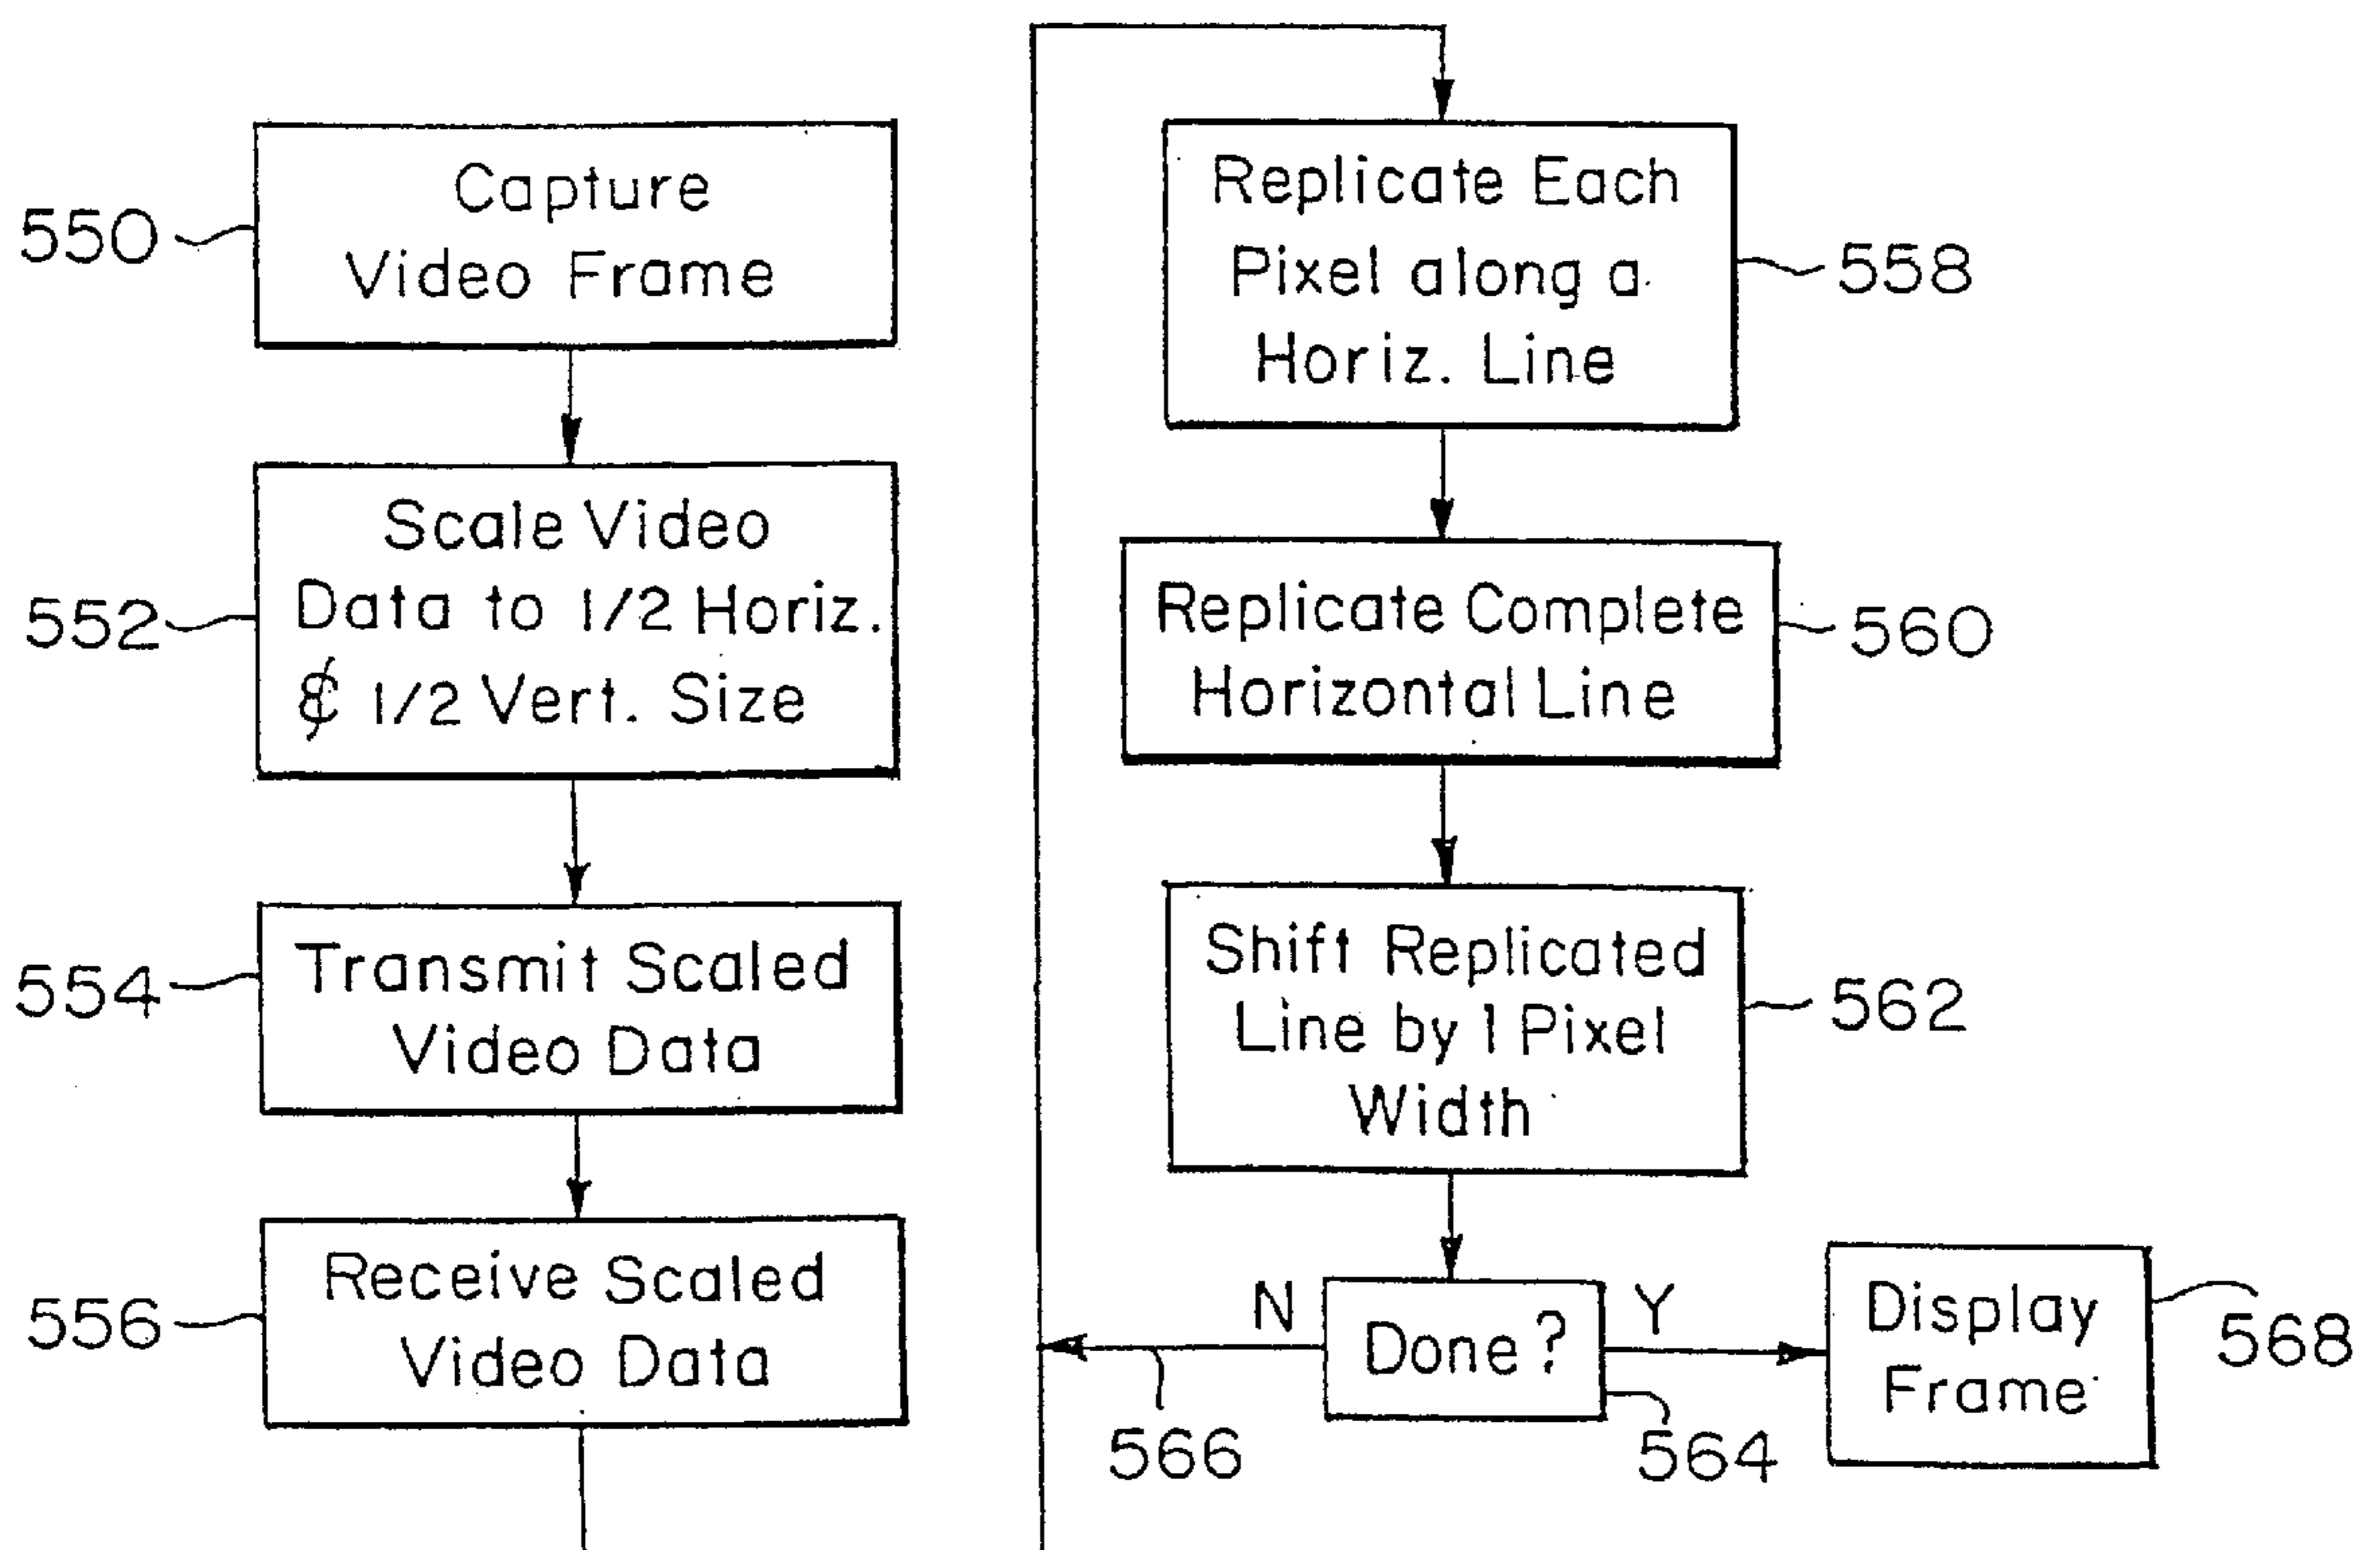 550
Capture
Video Frame
552
Scale Video
Data to 1/2 Horiz.
& 1/2 Vert. Size
554
Transmit Scaled
Video Data
556
Receive Scaled
Video Data
Replicate Each
Pixel along a
Horiz. Line
558
Replicate Complete
Horizontal Line
560
Shift Replicated
Line by 1 Pixel
Width
562
N
Done?
Y
566
564
Display
Frame
568